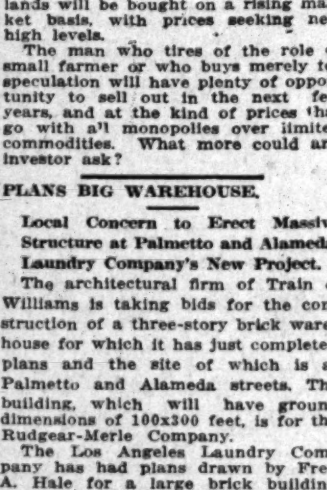 lands will be bought on a rising ma
ket basis, with prices seeking ne
high levels.
The man who tires of the role
small farmer or who buys merely t
speculation will have plenty of oppo
tunity to sell out in the next fe
years, and at the kind of prices tha
go with a'l monopolies over limite
commodities. What more could an
investor ask?
PLANS BIG WAREHOUSE.
Local Concern to Erect Massiv
Structure at Palmetto and Alameda
Laundry Company's New Project.
The architectural firm of Train
Williams is taking bids for the con
struction of a three-story brick ware
house for which it has just complete
plans and the site of which is a
Palmetto and Alameda streets. Th
building, which will have groun
dimensions of 100x300 feet, is for th
Rudgear-Merle Company.
The Los Angeles Laundry Com
pany has had plans drawn by Fre
A. Hale for a large brick buildin